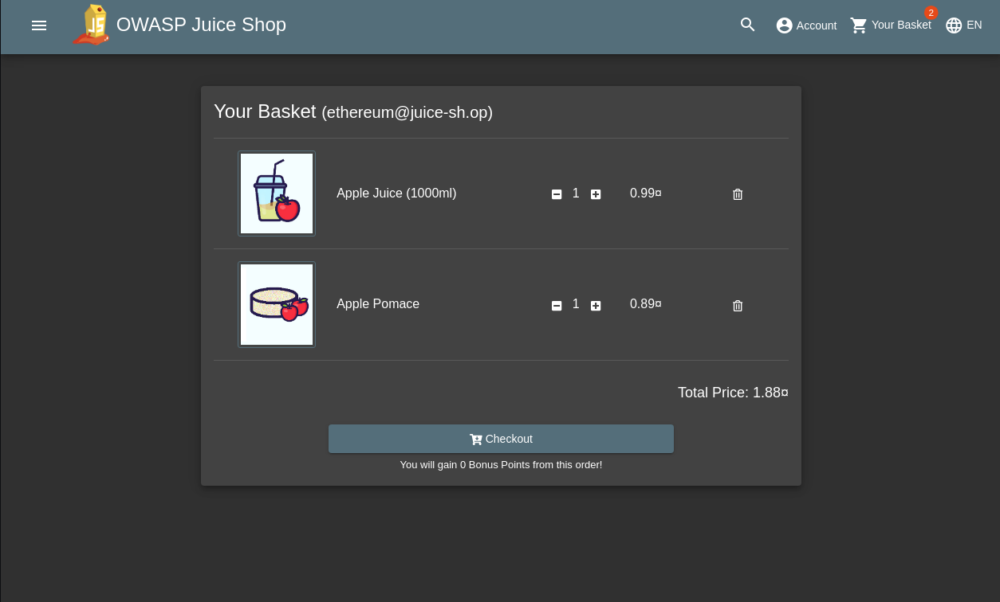 OWASP Juice Shop
Account
Your Basket
2
EN
Your Basket (ethereum@juice-sh.op)
Apple Juice (1000ml) 1 0.99¤
Apple Pomace 1 0.89¤
Total Price: 1.88¤
Checkout
You will gain 0 Bonus Points from this order!